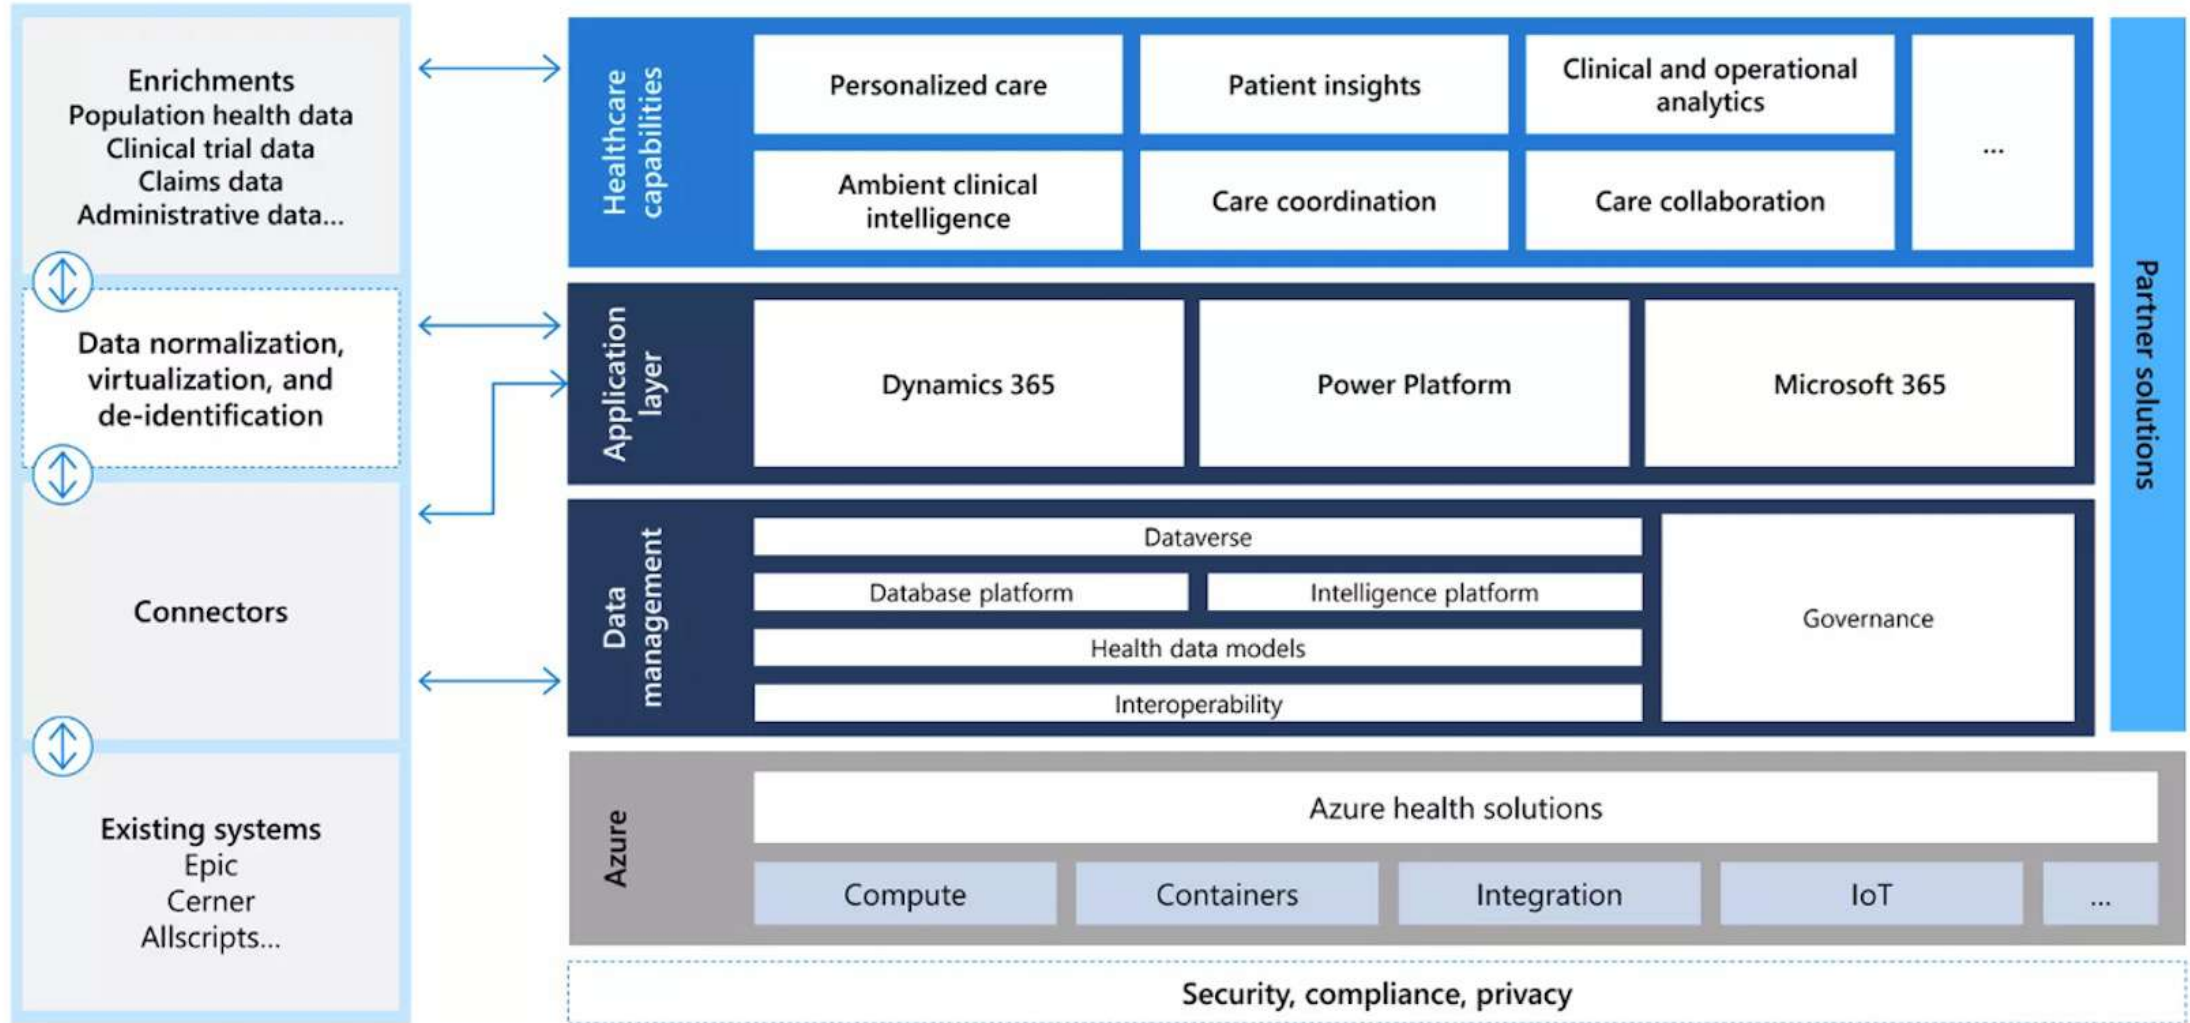 Enrichments
Population health data
Clinical trial data
Claims data
Administrative data...
Data normalization,
virtualization, and
de-identification
Connectors
Existing systems
Epic
Cerner
Allscripts...
Healthcare
capabilities
Personalized care
Patient insights
Clinical and operational
analytics
Ambient clinical
intelligence
Care coordination
Care collaboration
...
Application
layer
Dynamics 365
Power Platform
Microsoft 365
Data
management
Dataverse
Database platform
Intelligence platform
Health data models
Interoperability
Governance
Partner solutions
Azure
Azure health solutions
Compute
Containers
Integration
IoT
...
Security, compliance, privacy